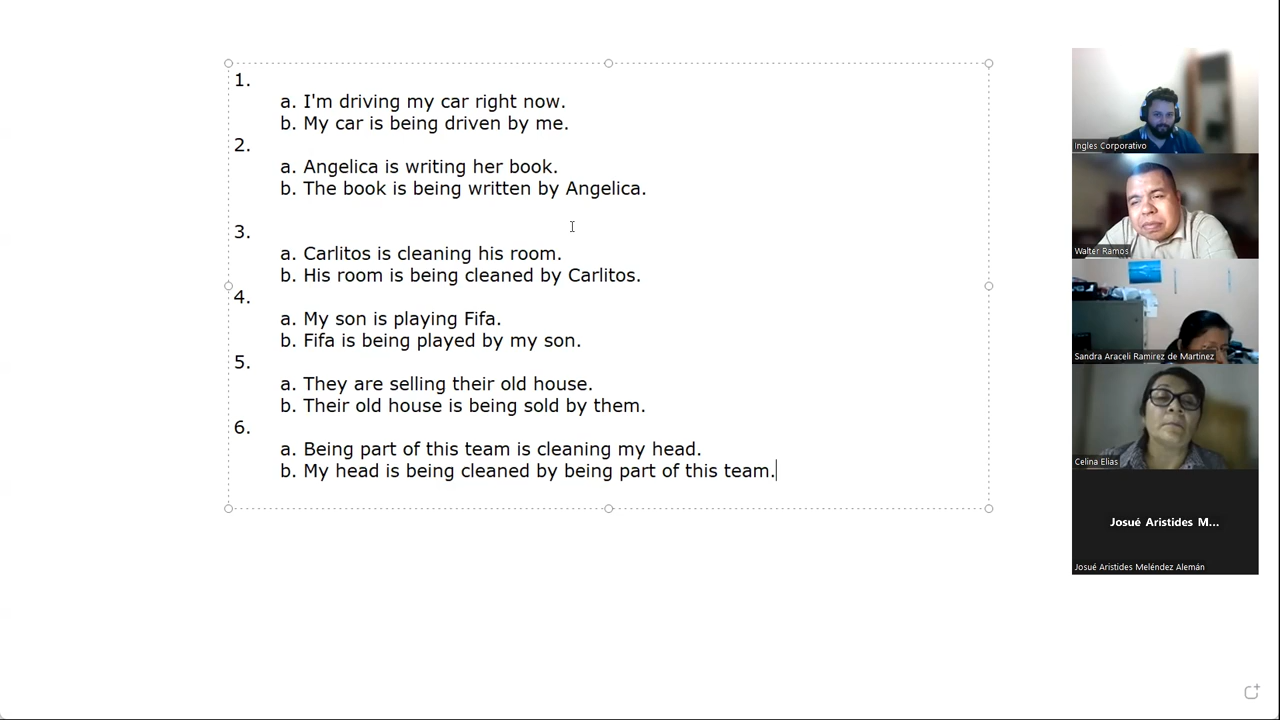 1.
a. I'm driving my car right now.
b. My car is being driven by me.
2.
a. Angelica is writing her book.
b. The book is being written by Angelica.
3.
a. Carlitos is cleaning his room.
b. His room is being cleaned by Carlitos.
4.
a. My son is playing Fifa.
b. Fifa is being played by my son.
5.
a. They are selling their old house.
b. Their old house is being sold by them.
6.
a. Being part of this team is cleaning my head.
b. My head is being cleaned by being part of this team.
Ingles Corporativo
Walter Ramos
Sandra Araceli Ramirez de Martinez
Celina Elias
Josué Aristides M...
Josué Aristides Meléndez Alemán